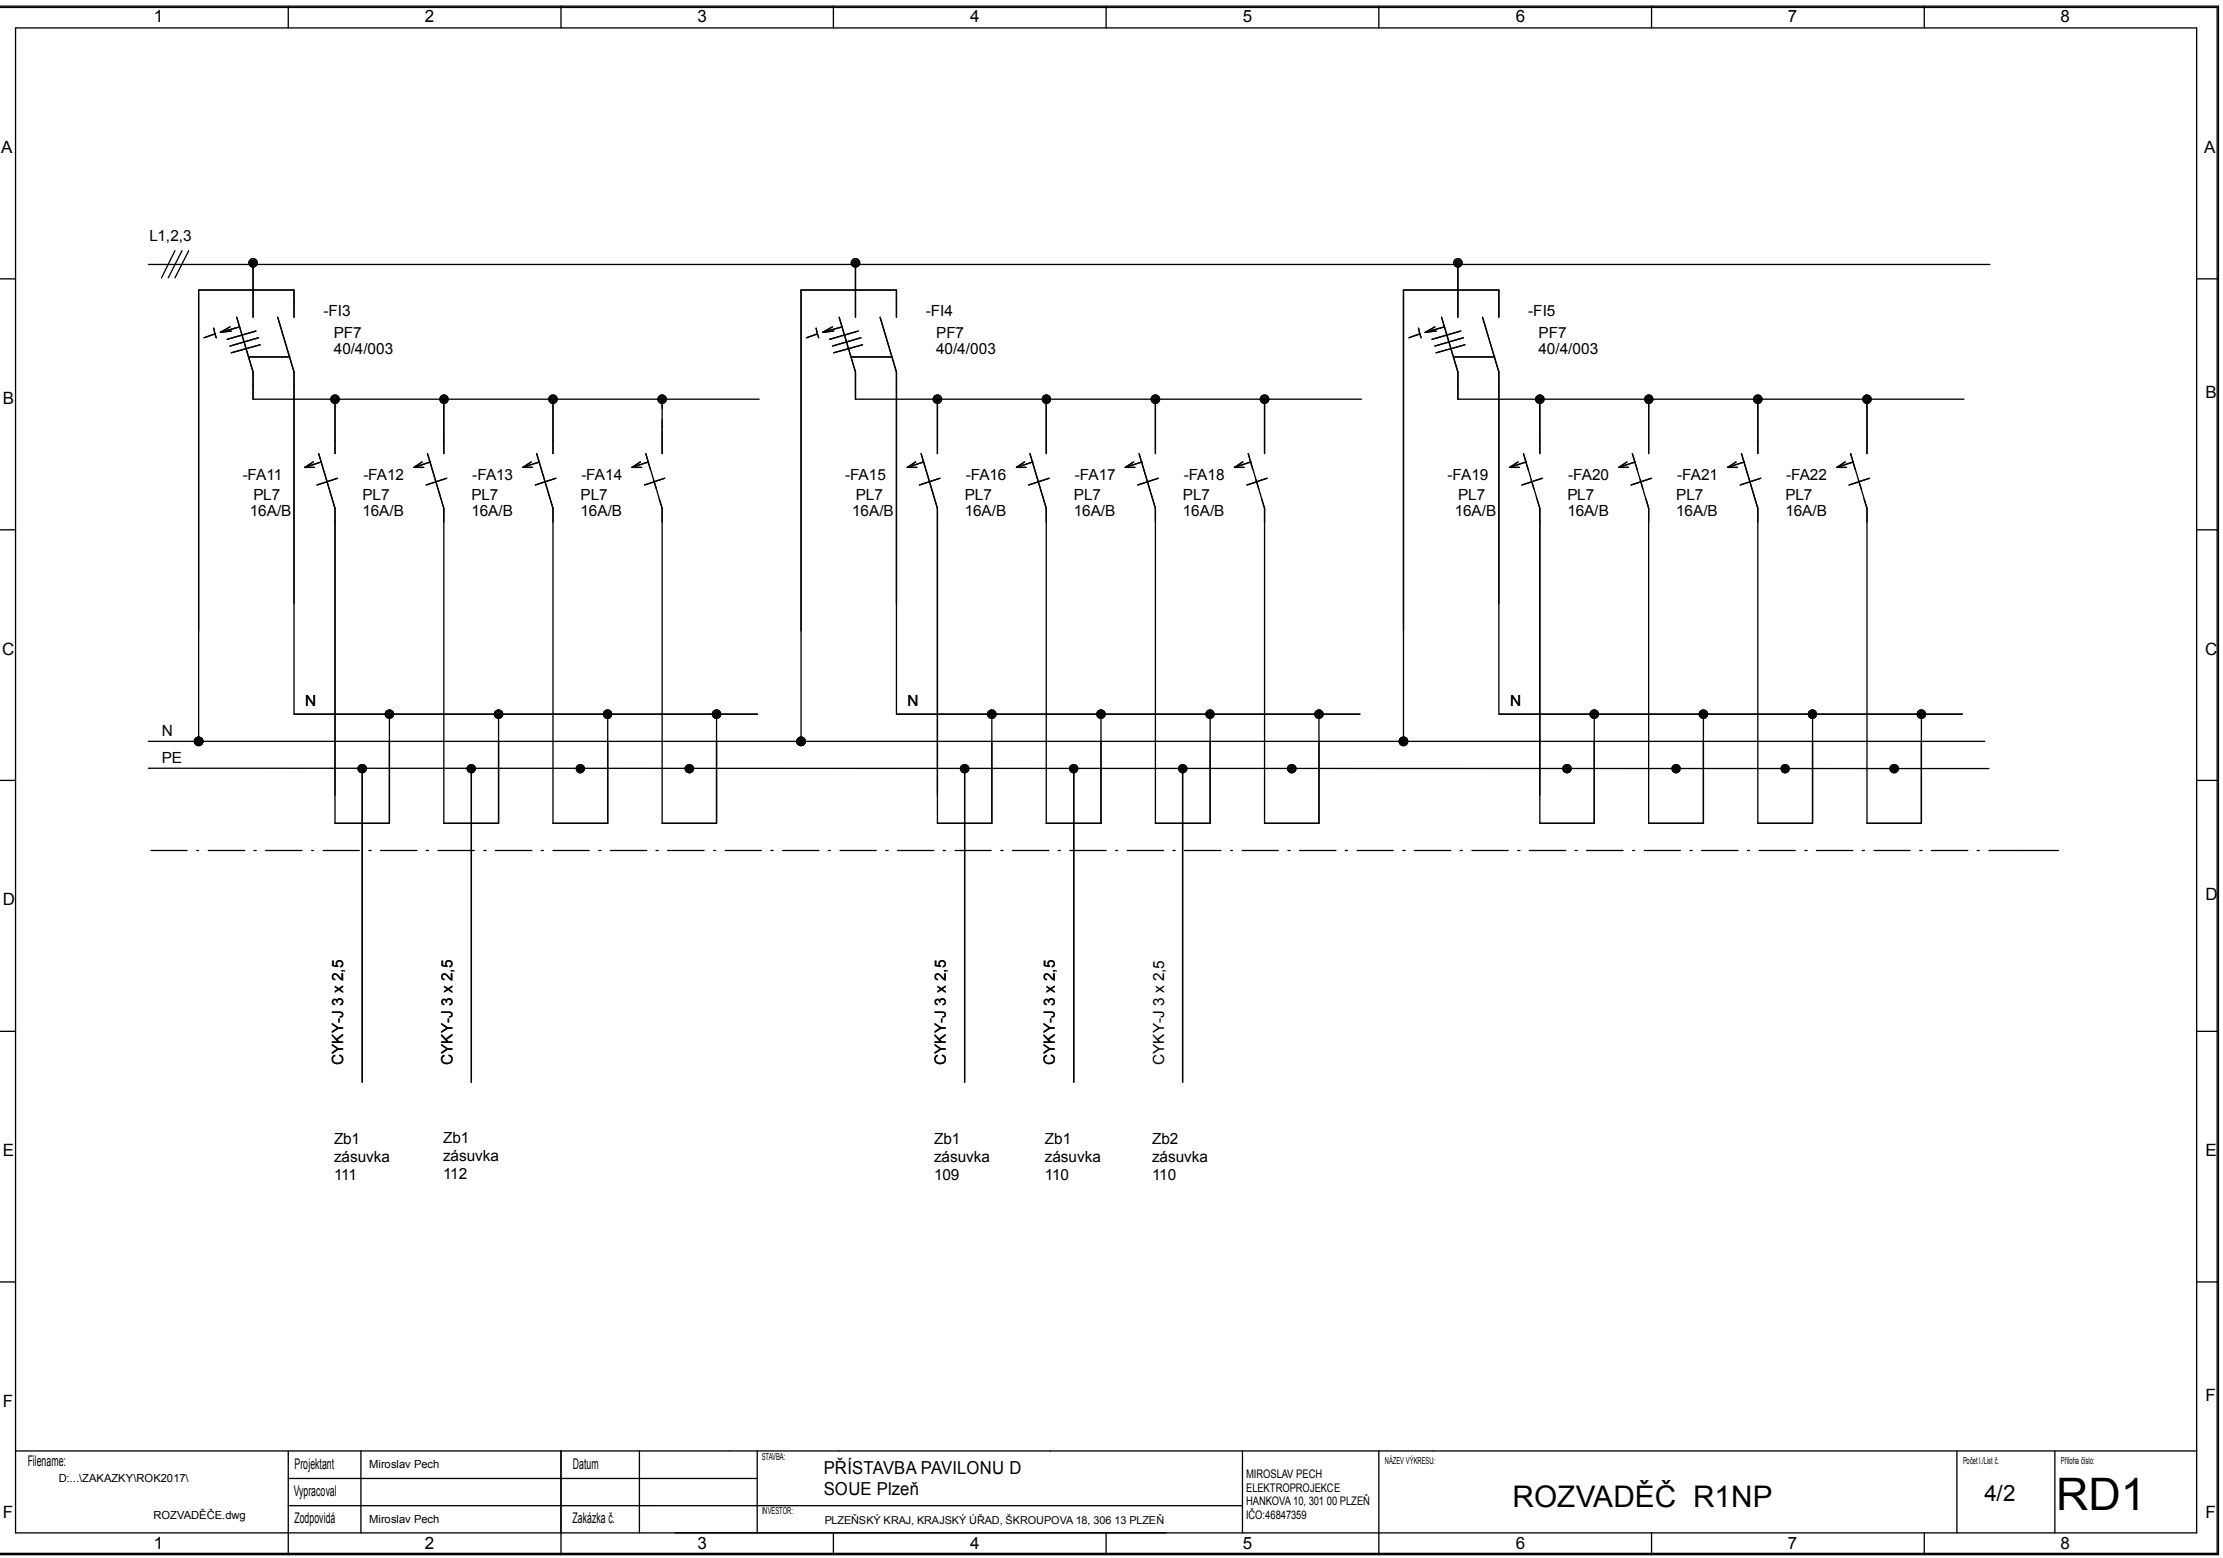 1 2 3 4 5 6 7 8
A A
L1,2,3
-FI3
PF7
40/4/003
-FI4
PF7
40/4/003
-FI5
PF7
40/4/003
B B
-FA11
PL7
16A/B
-FA12
PL7
16A/B
-FA13
PL7
16A/B
-FA14
PL7
16A/B
-FA15
PL7
16A/B
-FA16
PL7
16A/B
-FA17
PL7
16A/B
-FA18
PL7
16A/B
-FA19
PL7
16A/B
-FA20
PL7
16A/B
-FA21
PL7
16A/B
-FA22
PL7
16A/B
C C
N N N
N
PE
D D
CYKY-J 3 x 2,5
CYKY-J 3 x 2,5
CYKY-J 3 x 2,5
CYKY-J 3 x 2,5
CYKY-J 3 x 2,5
E E
Zb1
zásuvka
111
Zb1
zásuvka
112
Zb1
zásuvka
109
Zb1
zásuvka
110
Zb2
zásuvka
110
F F
Filename:
D:...\ZAKAZKY\ROK2017\
ROZVADĚČE.dwg
Projektant Miroslav Pech
Vypracoval
Zodpovídá Miroslav Pech
Datum
Zakázka č.
STAVBA:
PŘÍSTAVBA PAVILONU D
SOUE Plzeň
INVESTOR:
PLZEŇSKÝ KRAJ, KRAJSKÝ ÚŘAD, ŠKROUPOVA 18, 306 13 PLZEŇ
MIROSLAV PECH
ELEKTROPROJEKCE
HANKOVA 10, 301 00 PLZEŇ
IČO:46847359
NÁZEV VÝKRESU:
ROZVADĚČ R1NP
Počet l./List č.
4/2
Příloha číslo:
RD1
F F
1 2 3 4 5 6 7 8